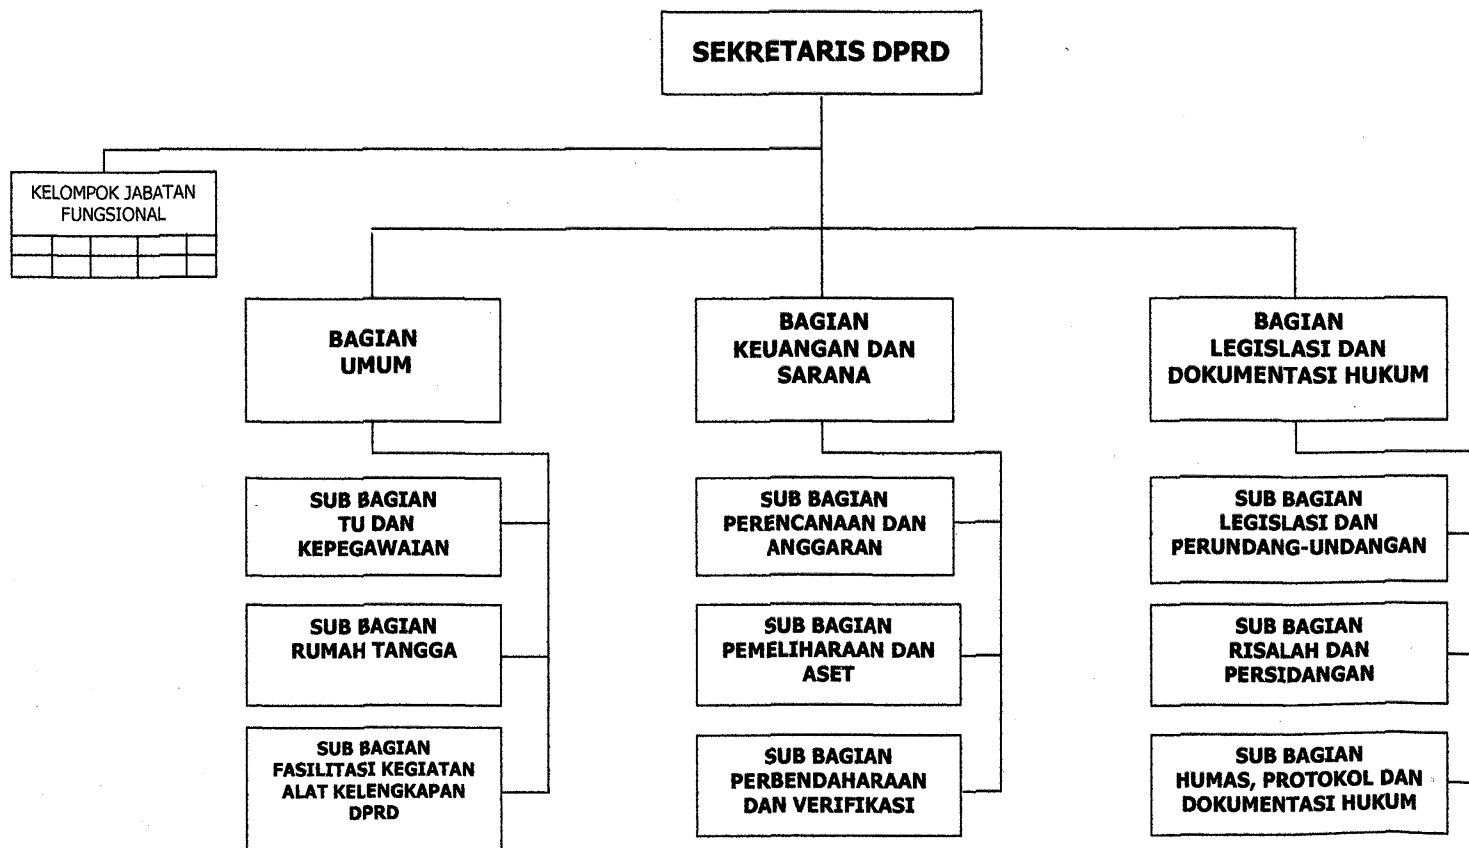 SEKRETARIS DPRD
KELOMPOK JABATAN
FUNGSIONAL
BAGIAN
UMUM
BAGIAN
KEUANGAN DAN
SARANA
BAGIAN
LEGISLASI DAN
DOKUMENTASI HUKUM
SUB BAGIAN
TU DAN
KEPEGAWAIAN
SUB BAGIAN
PERENCANAAN DAN
ANGGARAN
SUB BAGIAN
LEGISLASI DAN
PERUNDANG-UNDANGAN
SUB BAGIAN
RUMAH TANGGA
SUB BAGIAN
PEMELIHARAAN DAN
ASET
SUB BAGIAN
RISALAH DAN
PERSIDANGAN
SUB BAGIAN
FASILITASI KEGIATAN
ALAT KELENGKAPAN
DPRD
SUB BAGIAN
PERBENDAHARAAN
DAN VERIFIKASI
SUB BAGIAN
HUMAS, PROTOKOL DAN
DOKUMENTASI HUKUM